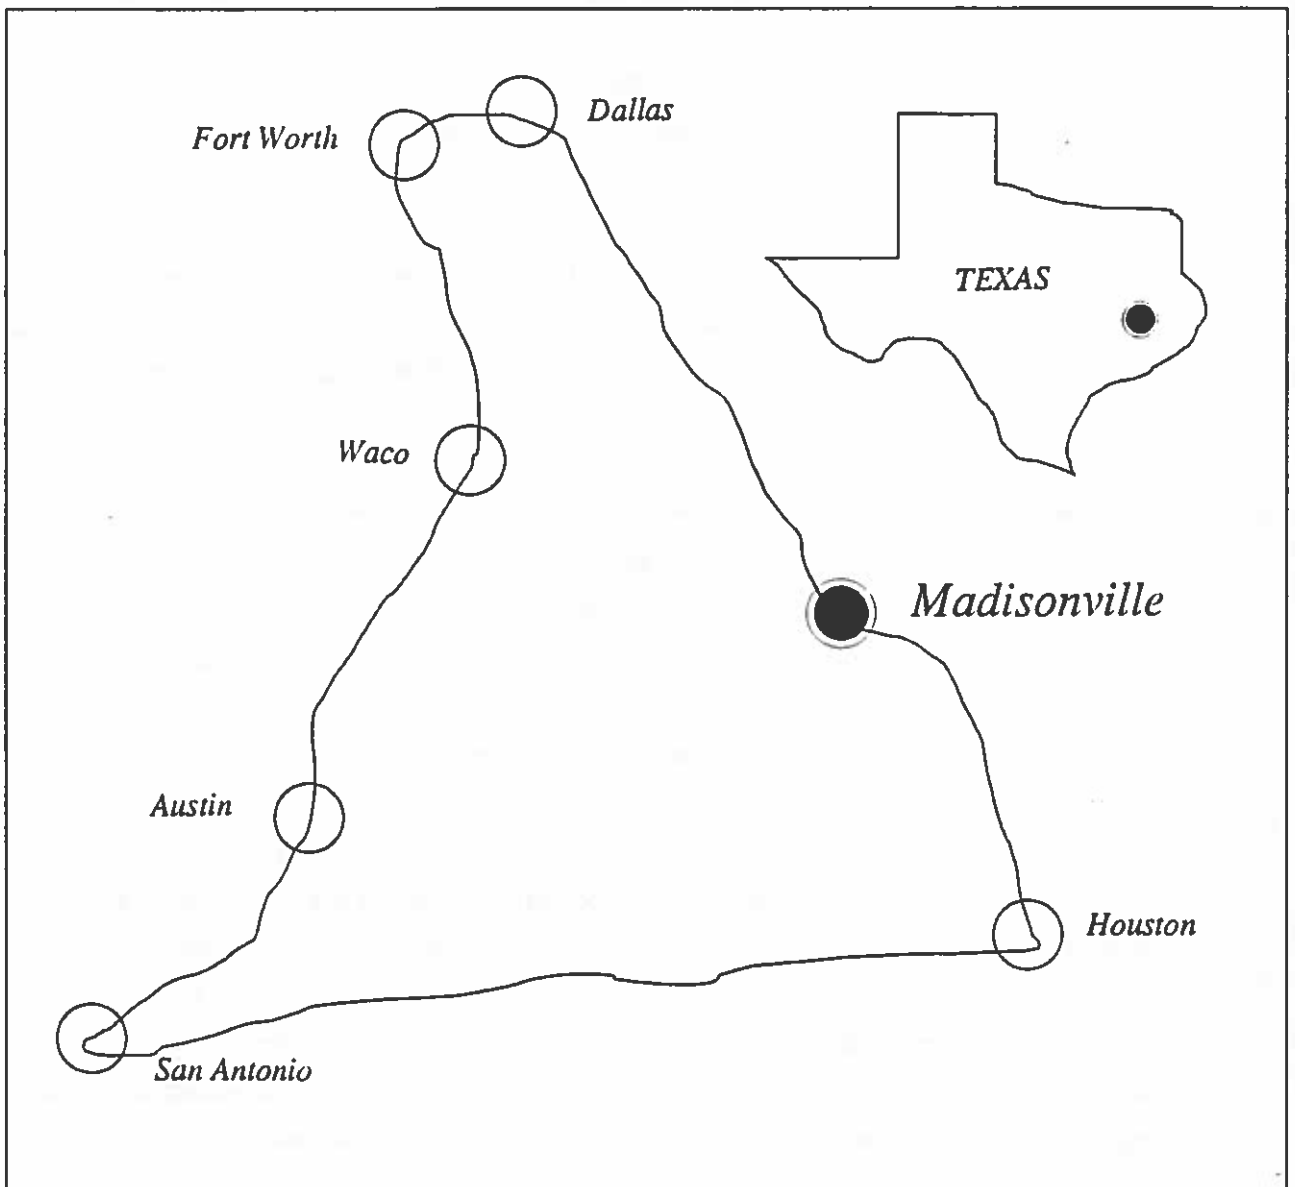 Dallas
Fort Worth
TEXAS
Waco
Madisonville
Austin
Houston
San Antonio